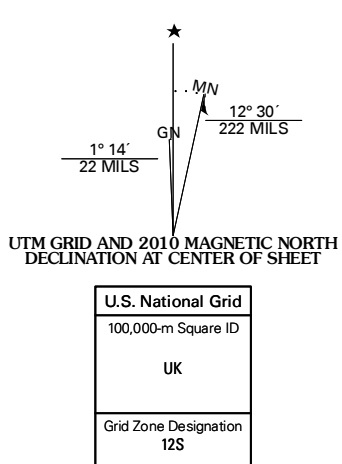 ★
MN
GN
12° 30´
222 MILS
1° 14´
22 MILS
UTM GRID AND 2010 MAGNETIC NORTH
DECLINATION AT CENTER OF SHEET
U.S. National Grid
100,000-m Square ID
UK
Grid Zone Designation
12S